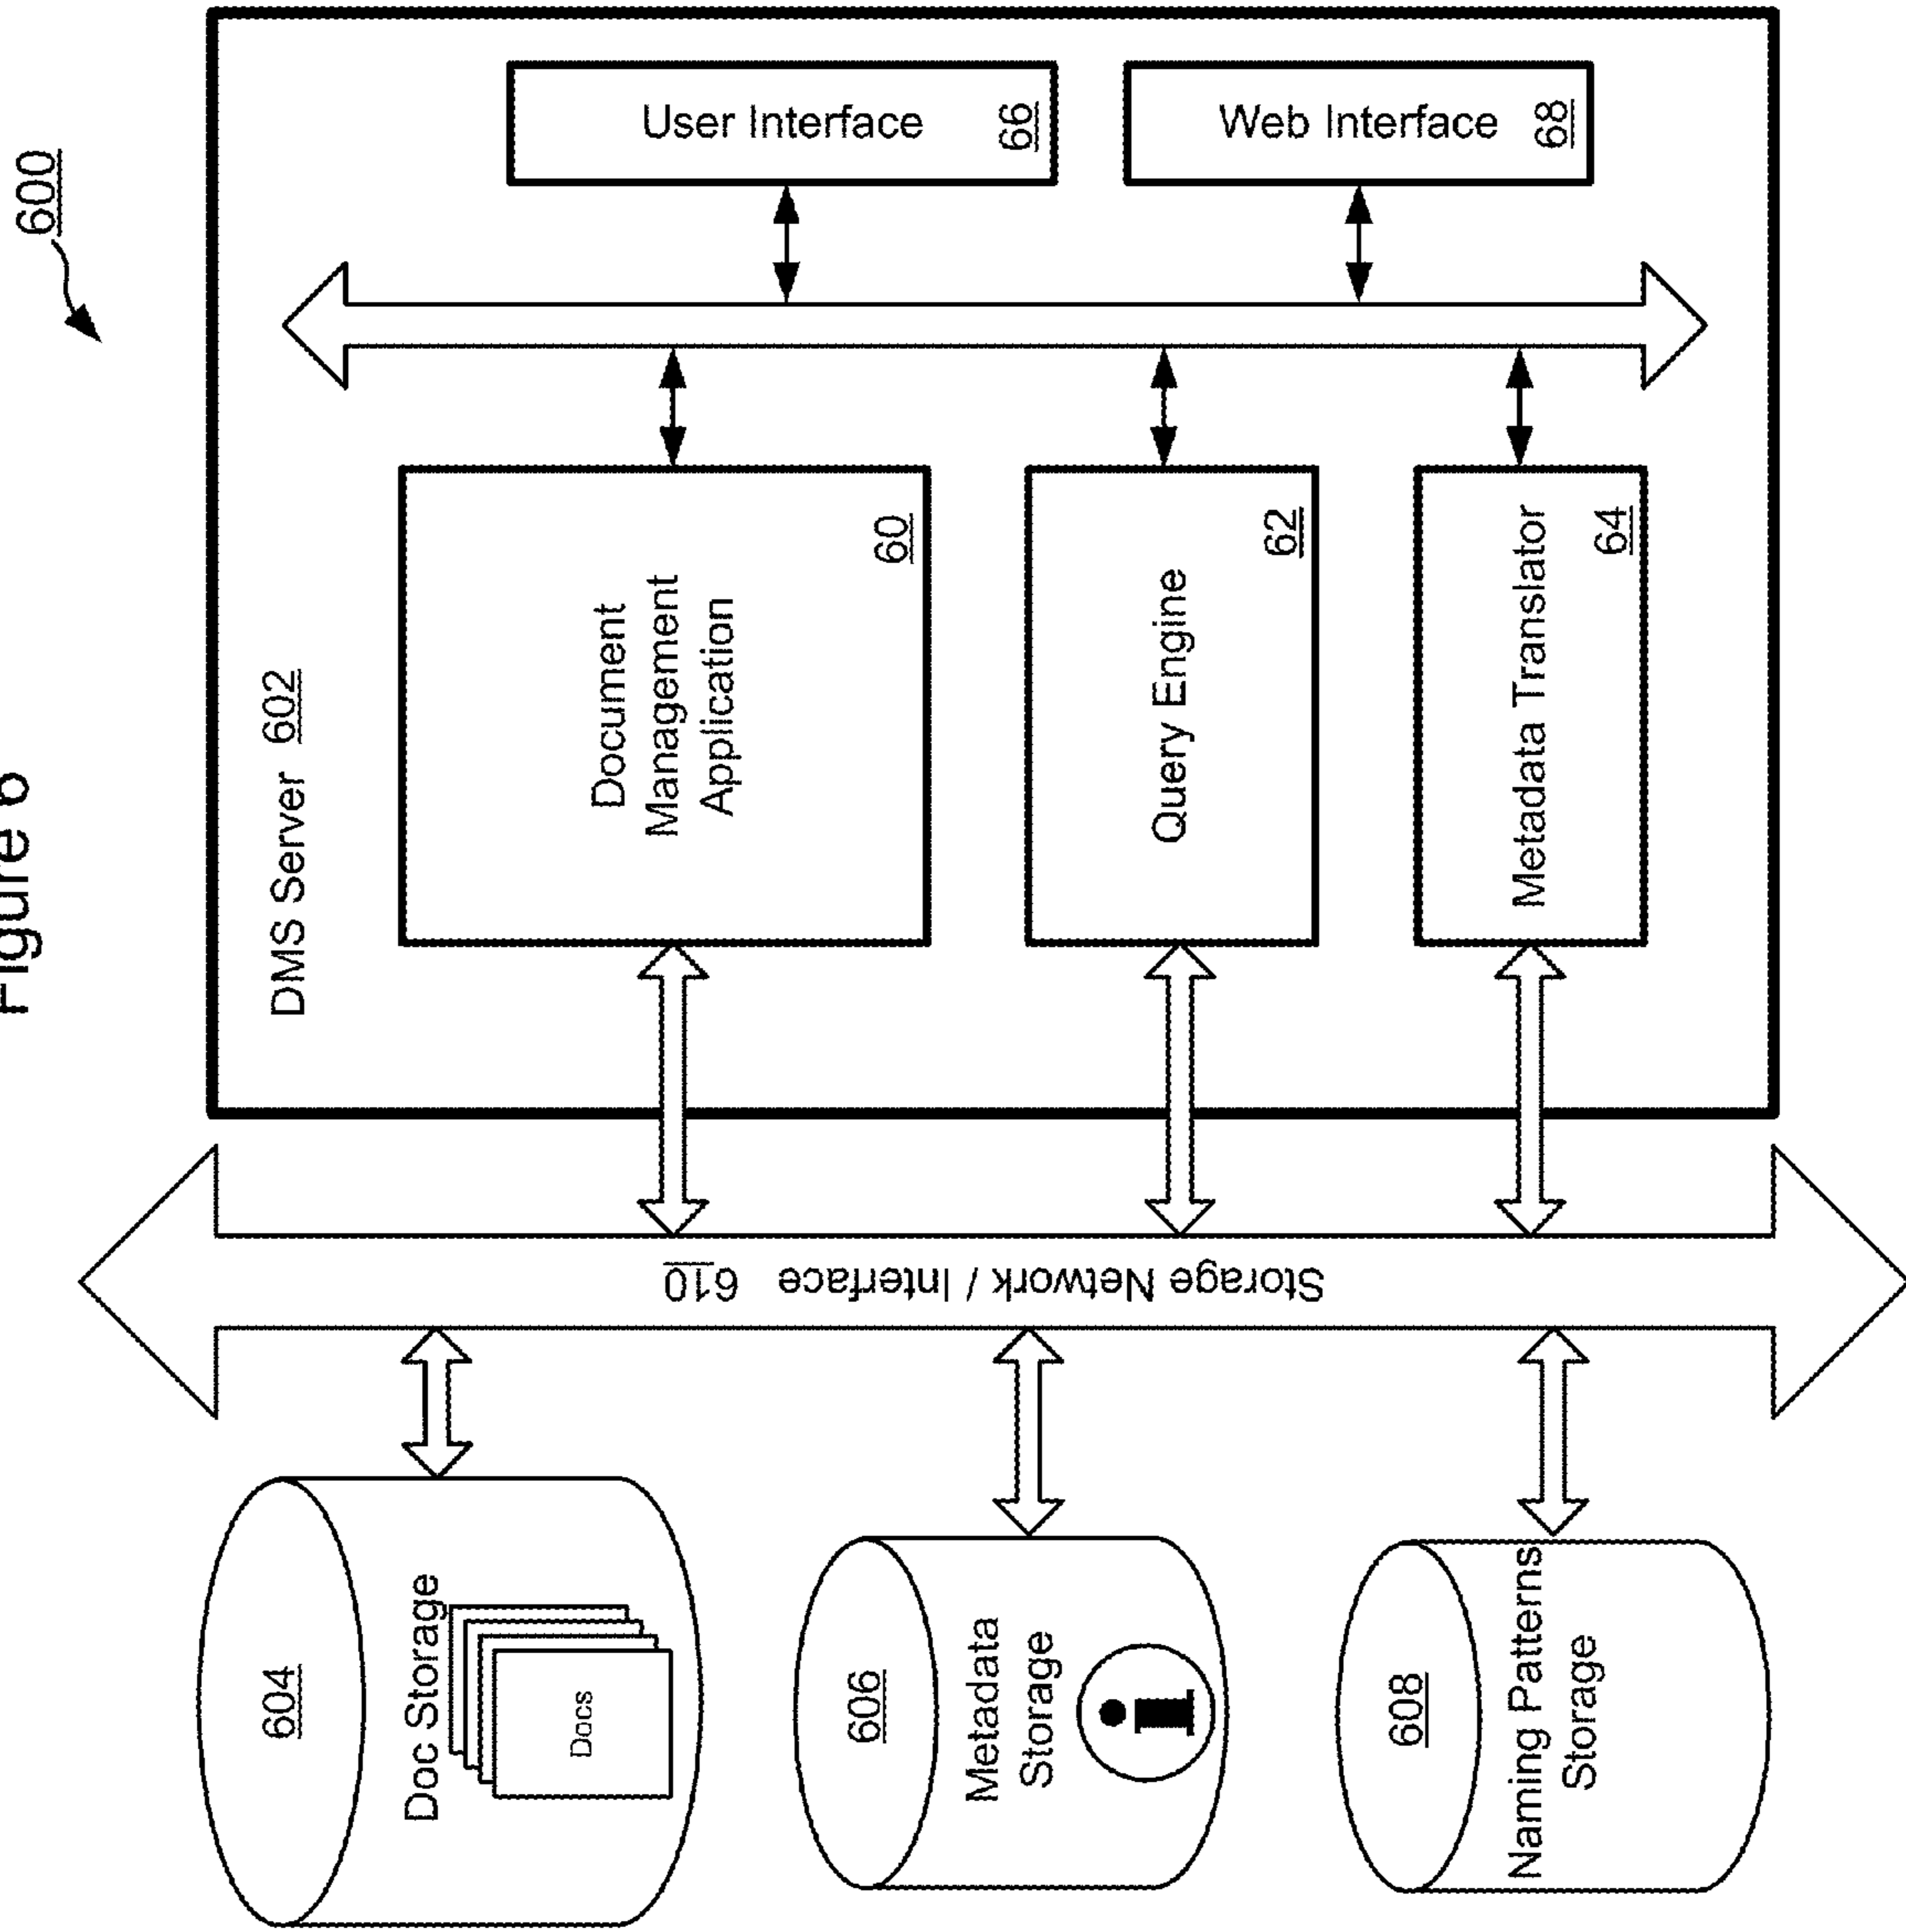 Figure 6
600
DMS Server 602
User Interface 66
Web Interface 68
Document
Management
Application
60
Query Engine
62
Metadata Translator
64
Storage Network / Interface 610
604
Doc Storage
Docs
606
Metadata
Storage
i
608
Naming Patterns
Storage